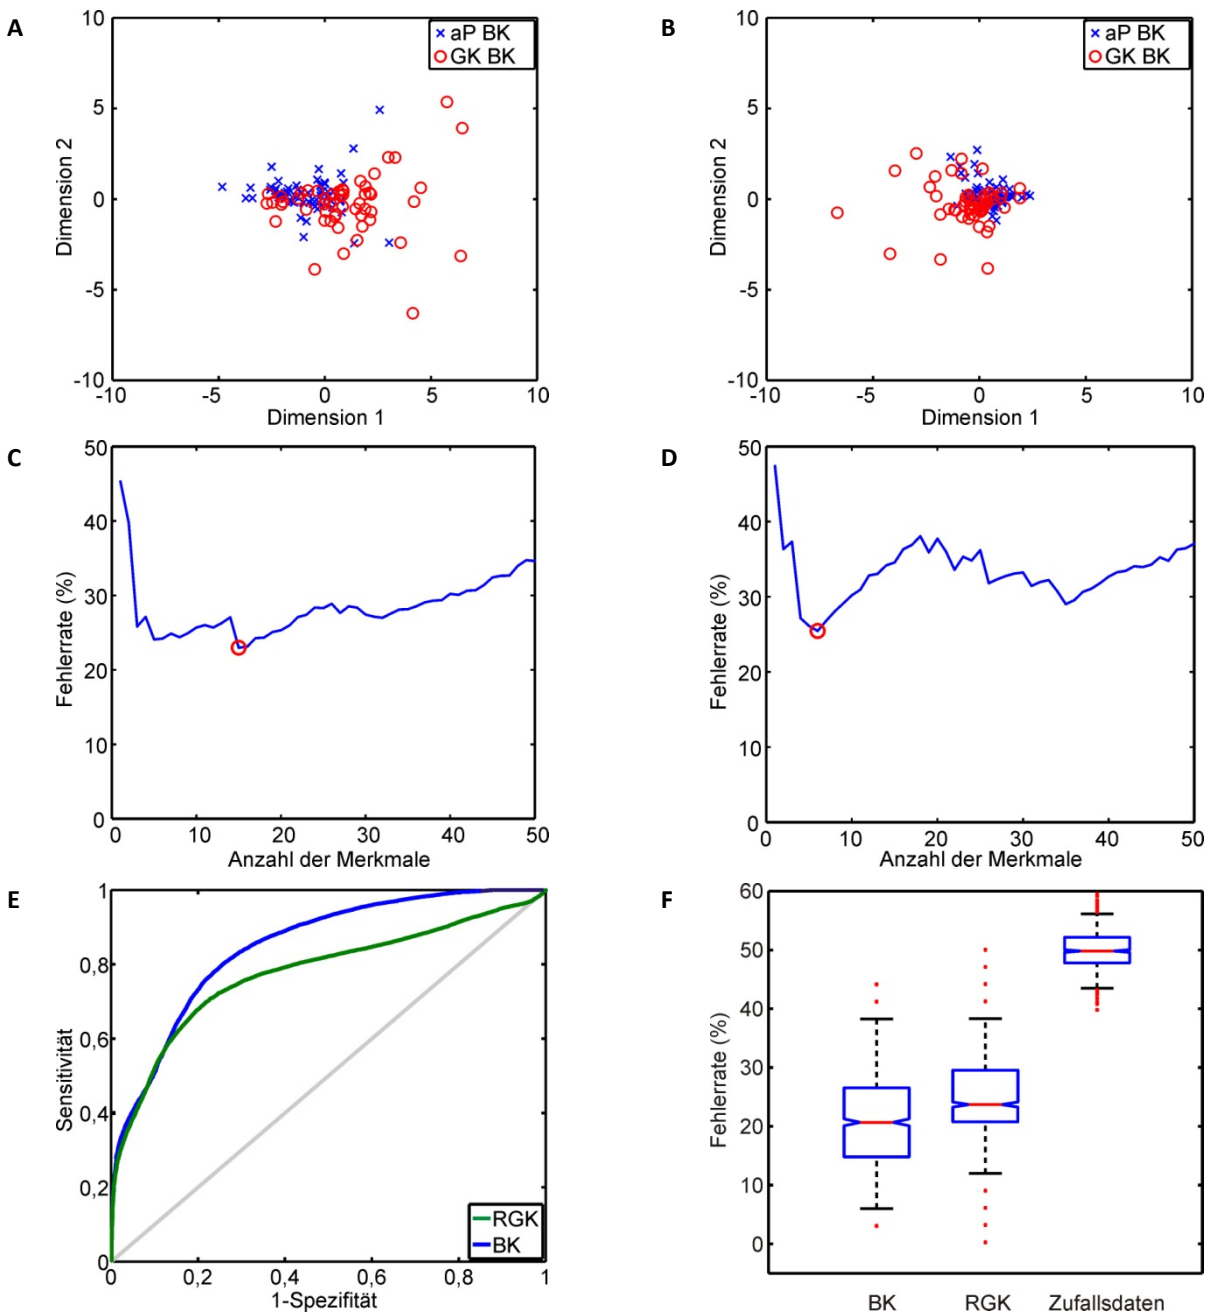 A
10
5
0
-5
-10
Dimension 2
-10
-5
0
5
10
Dimension 1
aP BK
GK BK
B
10
5
0
-5
-10
Dimension 2
-10
-5
0
5
10
Dimension 1
aP BK
GK BK
C
50
40
30
20
10
0
Fehlerrate (%)
0
10
20
30
40
50
Anzahl der Merkmale
D
50
40
30
20
10
0
Fehlerrate (%)
0
10
20
30
40
50
Anzahl der Merkmale
E
1
0,8
0,6
0,4
0,2
0
Sensitivität
0
0,2
0,4
0,6
0,8
1
1-Spezifität
RGK
BK
F
60
50
40
30
20
10
0
Fehlerrate (%)
BK
RGK
Zufallsdaten